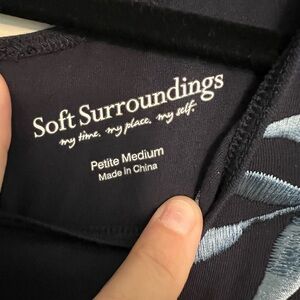 Soft Surroundings
my time. my place. my self.
Petite Medium
Made in China